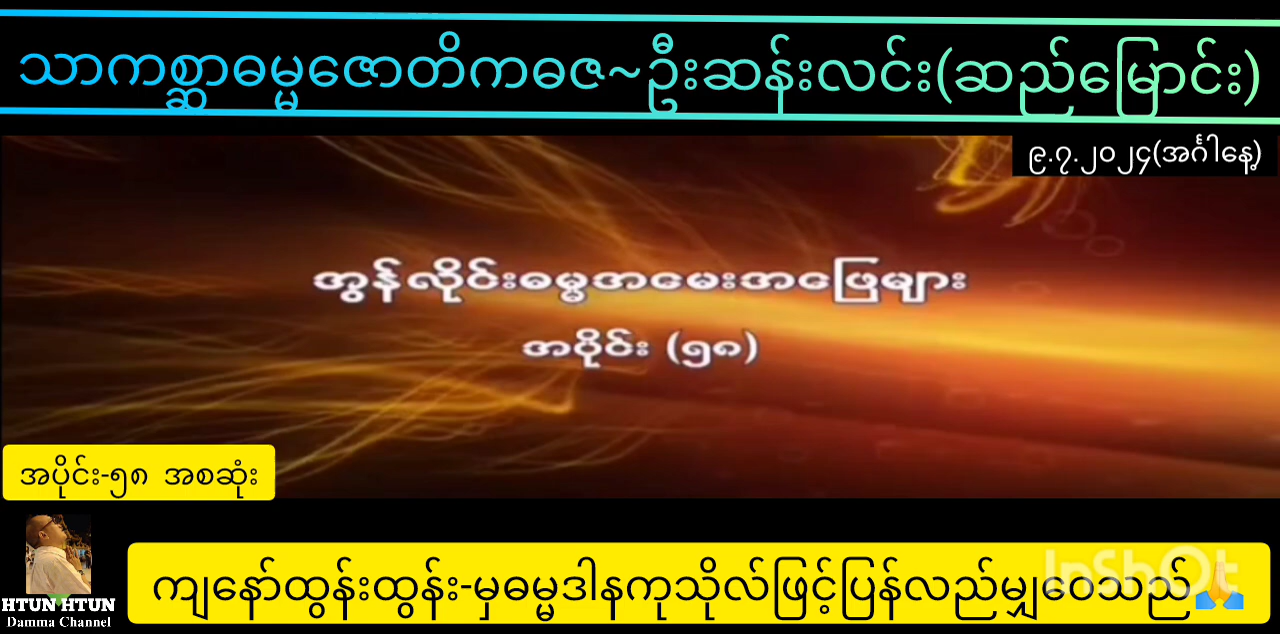 သာကစ္ဆာဓမ္မဇောတိကဓဇ~ဦးဆန်းလင်း(ဆည်မြောင်း)
၉.၇.၂၀၂၄(အင်္ဂါနေ့)
အွန်လိုင်းဓမ္မအမေးအဖြေများ
အပိုင်း (၅၈)
အပိုင်း-၅၈ အစဆုံး
ကျနော်ထွန်းထွန်း-မှဓမ္မဒါနကုသိုလ်ဖြင့်ပြန်လည်မျှဝေသည်🙏
InShOt
HTUN HTUN
Damma Channel